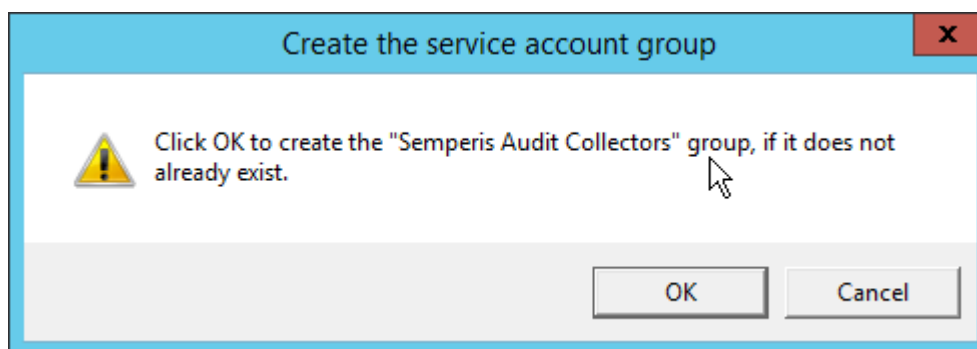 Create the service account group
x
Click OK to create the "Semperis Audit Collectors" group, if it does not
already exist.
OK
Cancel